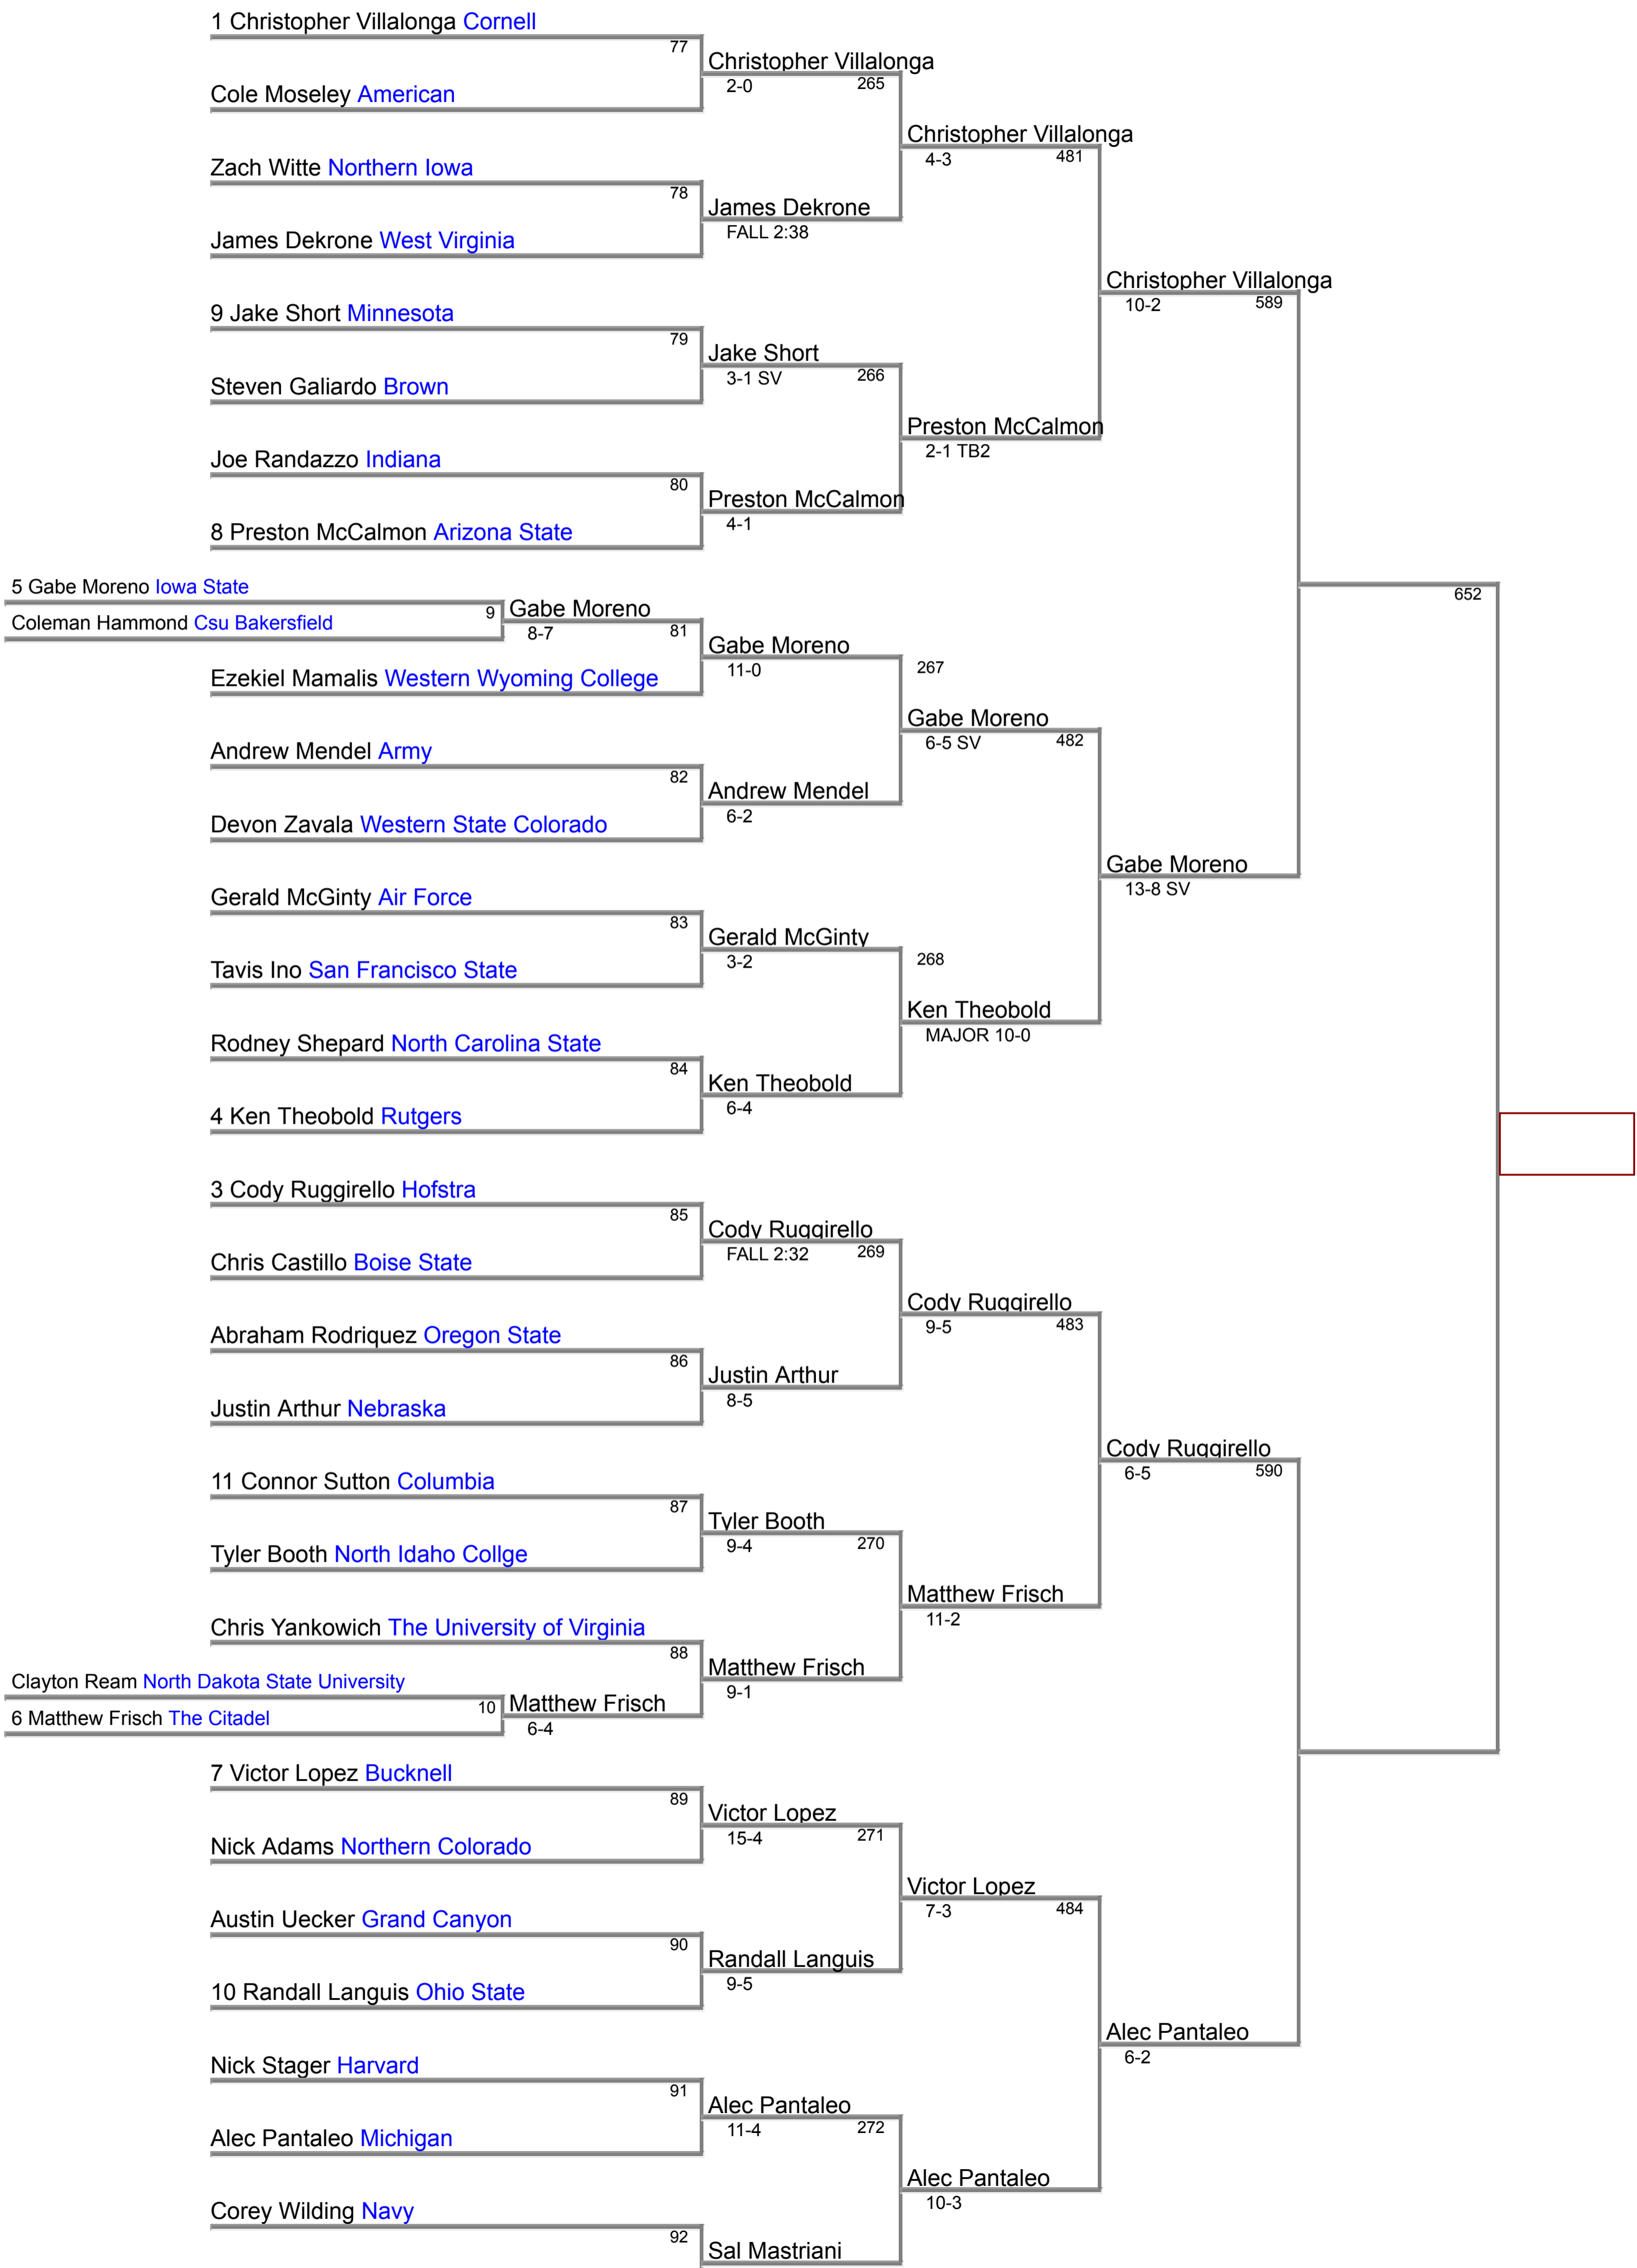 1 Christopher Villalonga Cornell
77
Christopher Villalonga
2-0
265
Cole Moseley American
Christopher Villalonga
4-3
481
Zach Witte Northern Iowa
78
James Dekrone
FALL 2:38
James Dekrone West Virginia
Christopher Villalonga
10-2
589
9 Jake Short Minnesota
79
Jake Short
3-1 SV
266
Steven Galiardo Brown
Preston McCalmon
2-1 TB2
Joe Randazzo Indiana
80
Preston McCalmon
4-1
8 Preston McCalmon Arizona State
5 Gabe Moreno Iowa State
652
9
Gabe Moreno
8-7
81
Coleman Hammond Csu Bakersfield
Gabe Moreno
11-0
267
Ezekiel Mamalis Western Wyoming College
Gabe Moreno
6-5 SV
482
Andrew Mendel Army
82
Andrew Mendel
6-2
Devon Zavala Western State Colorado
Gabe Moreno
13-8 SV
Gerald McGinty Air Force
83
Gerald McGinty
3-2
268
Tavis Ino San Francisco State
Ken Theobold
MAJOR 10-0
Rodney Shepard North Carolina State
84
Ken Theobold
6-4
4 Ken Theobold Rutgers
3 Cody Ruggirello Hofstra
85
Cody Ruggirello
FALL 2:32
269
Chris Castillo Boise State
Cody Ruggirello
9-5
483
Abraham Rodriquez Oregon State
86
Justin Arthur
8-5
Justin Arthur Nebraska
Cody Ruggirello
6-5
590
11 Connor Sutton Columbia
87
Tyler Booth
9-4
270
Tyler Booth North Idaho Collge
Matthew Frisch
11-2
Chris Yankowich The University of Virginia
88
Matthew Frisch
9-1
Clayton Ream North Dakota State University
10
Matthew Frisch
6-4
6 Matthew Frisch The Citadel
7 Victor Lopez Bucknell
89
Victor Lopez
15-4
271
Nick Adams Northern Colorado
Victor Lopez
7-3
484
Austin Uecker Grand Canyon
90
Randall Languis
9-5
10 Randall Languis Ohio State
Alec Pantaleo
6-2
Nick Stager Harvard
91
Alec Pantaleo
11-4
272
Alec Pantaleo Michigan
Alec Pantaleo
10-3
Corey Wilding Navy
92
Sal Mastriani